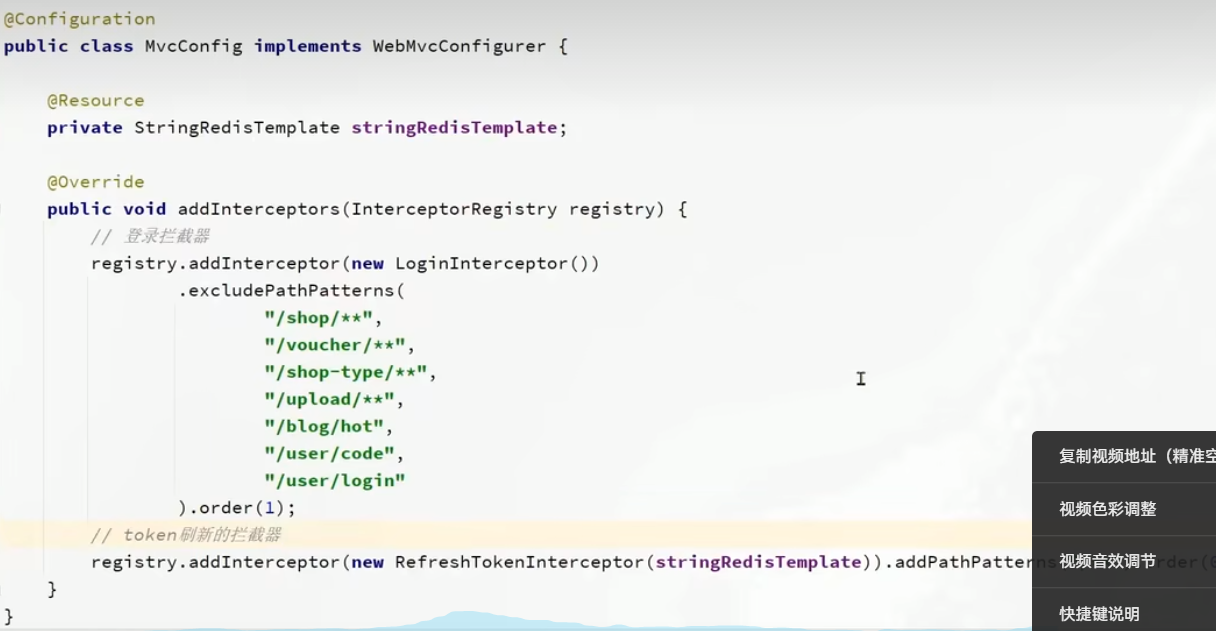 @Configuration
public class MvcConfig implements WebMvcConfigurer {
@Resource
private StringRedisTemplate stringRedisTemplate;
@Override
public void addInterceptors(InterceptorRegistry registry) {
// 登录拦截器
registry.addInterceptor(new LoginInterceptor())
.excludePathPatterns(
"/shop/**",
"/voucher/**",
"/shop-type/**",
"/upload/**",
"/blog/hot",
"/user/code",
"/user/login"
).order(1);
// token刷新的拦截器
registry.addInterceptor(new RefreshTokenInterceptor(stringRedisTemplate)).addPathPatterns
}
}
复制视频地址（精准空
视频色彩调整
视频音效调节
快捷键说明